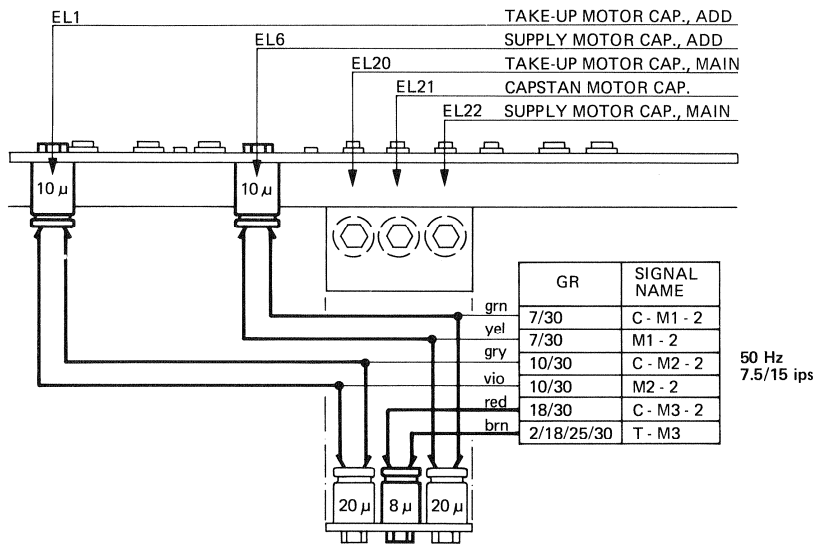 EL1 TAKE-UP MOTOR CAP., ADD
EL6 SUPPLY MOTOR CAP., ADD
EL20 TAKE-UP MOTOR CAP., MAIN
EL21 CAPSTAN MOTOR CAP.
EL22 SUPPLY MOTOR CAP., MAIN
10 µ 10 µ
GR SIGNAL NAME
grn 7/30 C - M1 - 2
yel 7/30 M1 - 2
gry 10/30 C - M2 - 2
vio 10/30 M2 - 2
red 18/30 C - M3 - 2
brn 2/18/25/30 T - M3
50 Hz
7.5/15 ips
20 µ 8 µ 20 µ